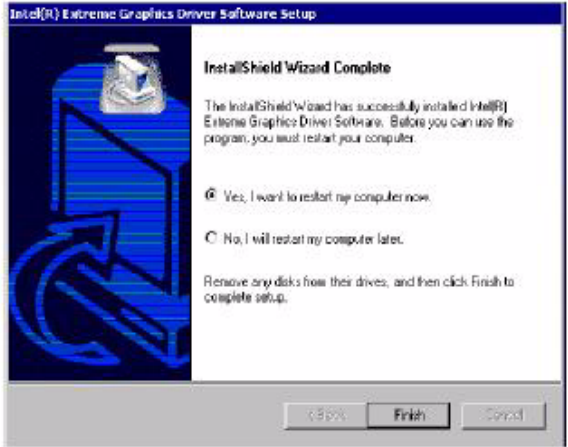 Intel(R) Extreme Graphics Driver Software Setup
InstallShield Wizard Complete
The InstallShield Wizard has successfully installed Intel(R)
Extreme Graphics Driver Software. Before you can use the
program, you must restart your computer.
Yes, I want to restart my computer now.
No, I will restart my computer later.
Remove any disks from their drives, and then click Finish to
complete setup.
< Back
Finish
Cancel